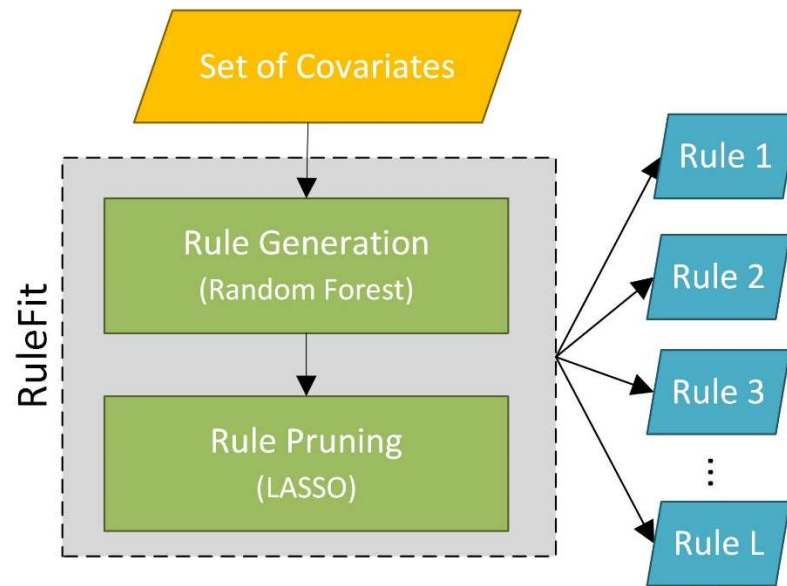 Set of Covariates
RuleFit
Rule Generation
(Random Forest)
Rule Pruning
(LASSO)
Rule 1
Rule 2
Rule 3
...
Rule L